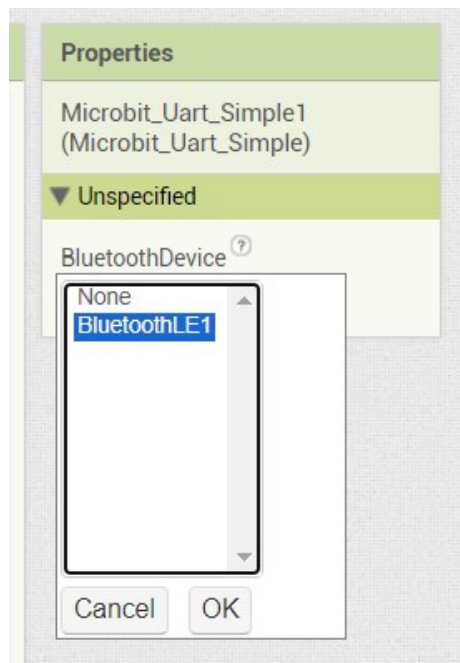 Properties
Microbit_Uart_Simple1
(Microbit_Uart_Simple)
▼ Unspecified
BluetoothDevice ?
None
BluetoothLE1
Cancel OK